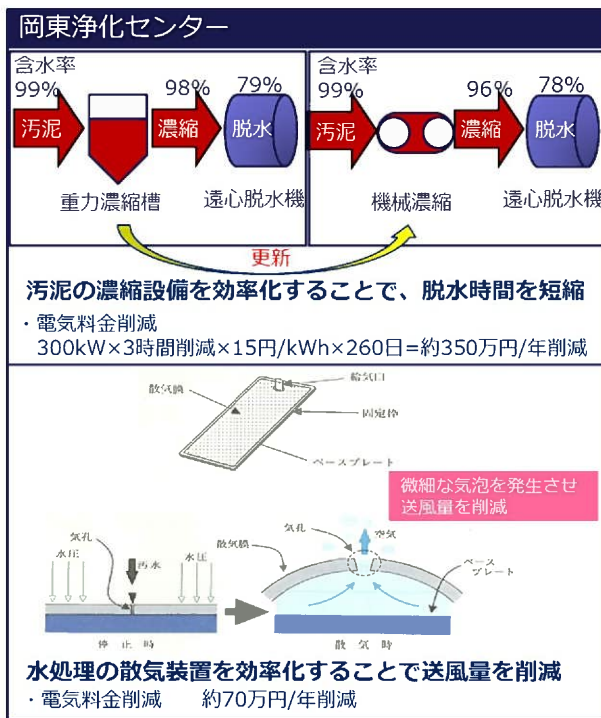 岡東浄化センター
含水率
99%
98%
79%
汚泥
濃縮
脱水
重力濃縮槽
遠心脱水機
含水率
99%
96%
78%
汚泥
濃縮
脱水
機械濃縮
遠心脱水機
更新
汚泥の濃縮設備を効率化することで、脱水時間を短縮
・電気料金削減
300kW×3時間削減×15円/kWh×260日=約350万円/年削減
給気口
散気膜
固定枠
ベースプレート
微細な気泡を発生させ
送風量を削減
気孔
水圧
汚水
水圧
停止時
気孔
空気
散気膜
ベース
プレート
散気時
水処理の散気装置を効率化することで送風量を削減
・電気料金削減　　約70万円/年削減